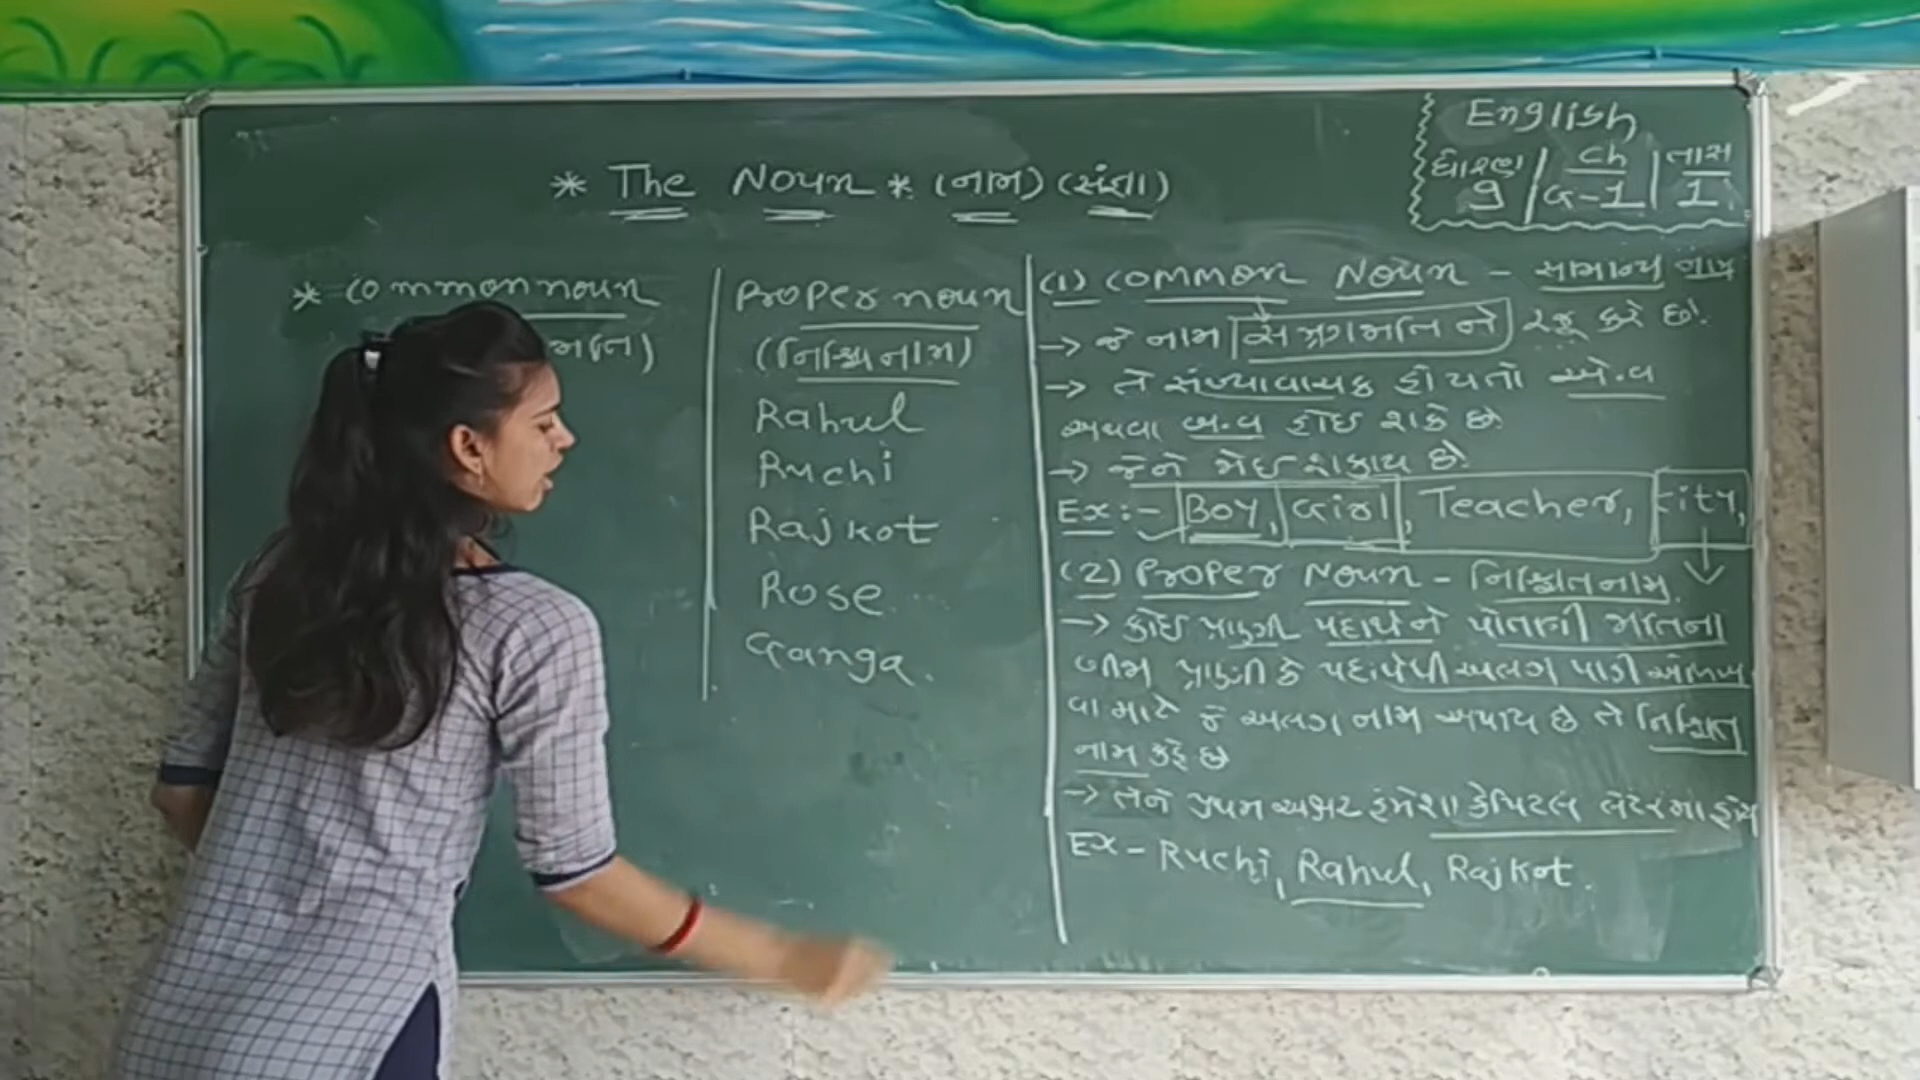 English
ધોરણ 9 | Ch G-1 | તાસ 1
* The Noun * (નામ) (સંજ્ઞા)
* Common noun
જાતિ)
Proper noun
(નિશ્ચિનામ)
Rahul
Ruchi
Rajkot
Rose
Ganga.
(1) Common Noun - સામાન્ય નામ
→ જે નામ સમગ્રજાતિ ને રજૂ કરે છે.
→ તે સંખ્યાવાચક હોય તો એ.વ
અથવા બ.વ હોઈ શકે છે
→ જેને જોઈ શકાય છે.
Ex :- Boy, Girl, Teacher, City,
(2) Proper Noun - નિશ્ચિતનામ.
→ કોઈ પ્રાણી પદાર્થને પોતાની જાતિના
બીજા પ્રાણી કે પદાર્થથી અલગ પાડી ઓળખ
વા માટે જે અલગ નામ અપાય છે તે નિશ્ચિત
નામ કહે છે
→ તેને પ્રથમ અક્ષર હંમેશા કેપિટલ લેટરમા હોય
Ex - Ruchi, Rahul, Rajkot.